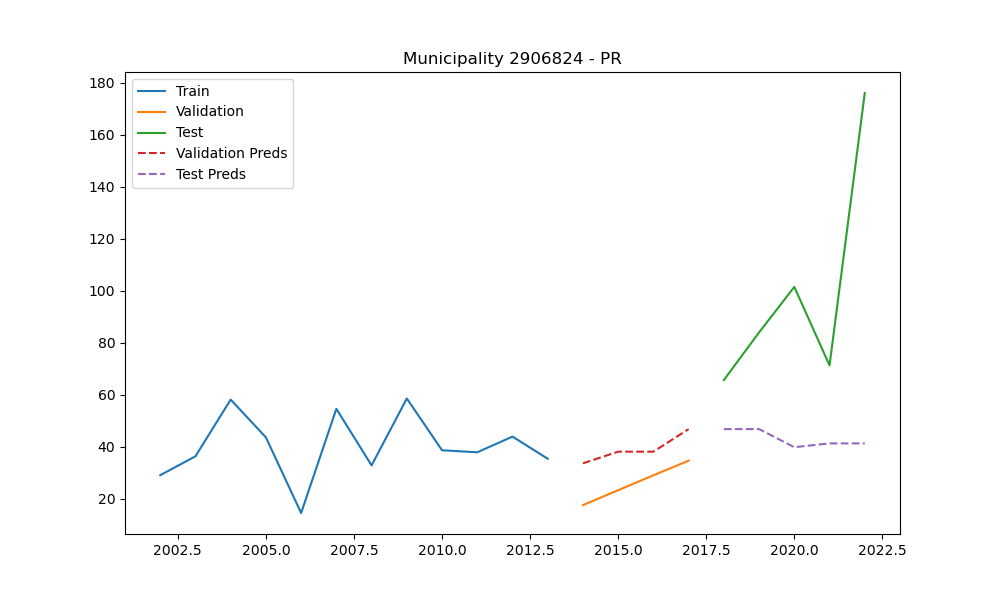 Municipality 2906824 - PR
180
160
140
120
100
80
60
40
20
Train
Validation
Test
Validation Preds
Test Preds
2002.5 2005.0 2007.5 2010.0 2012.5 2015.0 2017.5 2020.0 2022.5